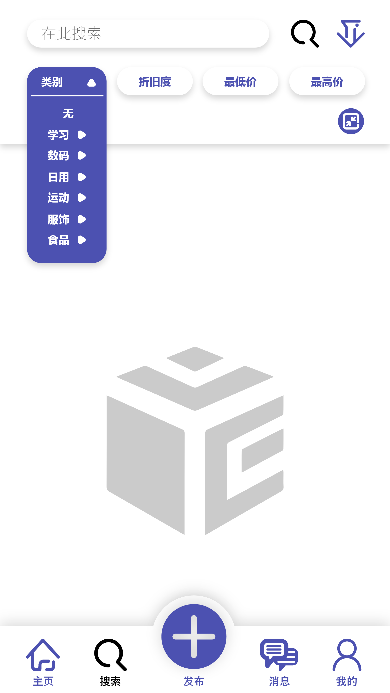 在北搜索
类别 折旧度 最低价 最高价
无
学习
数码
日用
运动
服饰
食品
主页 搜索 发布 消息 我的